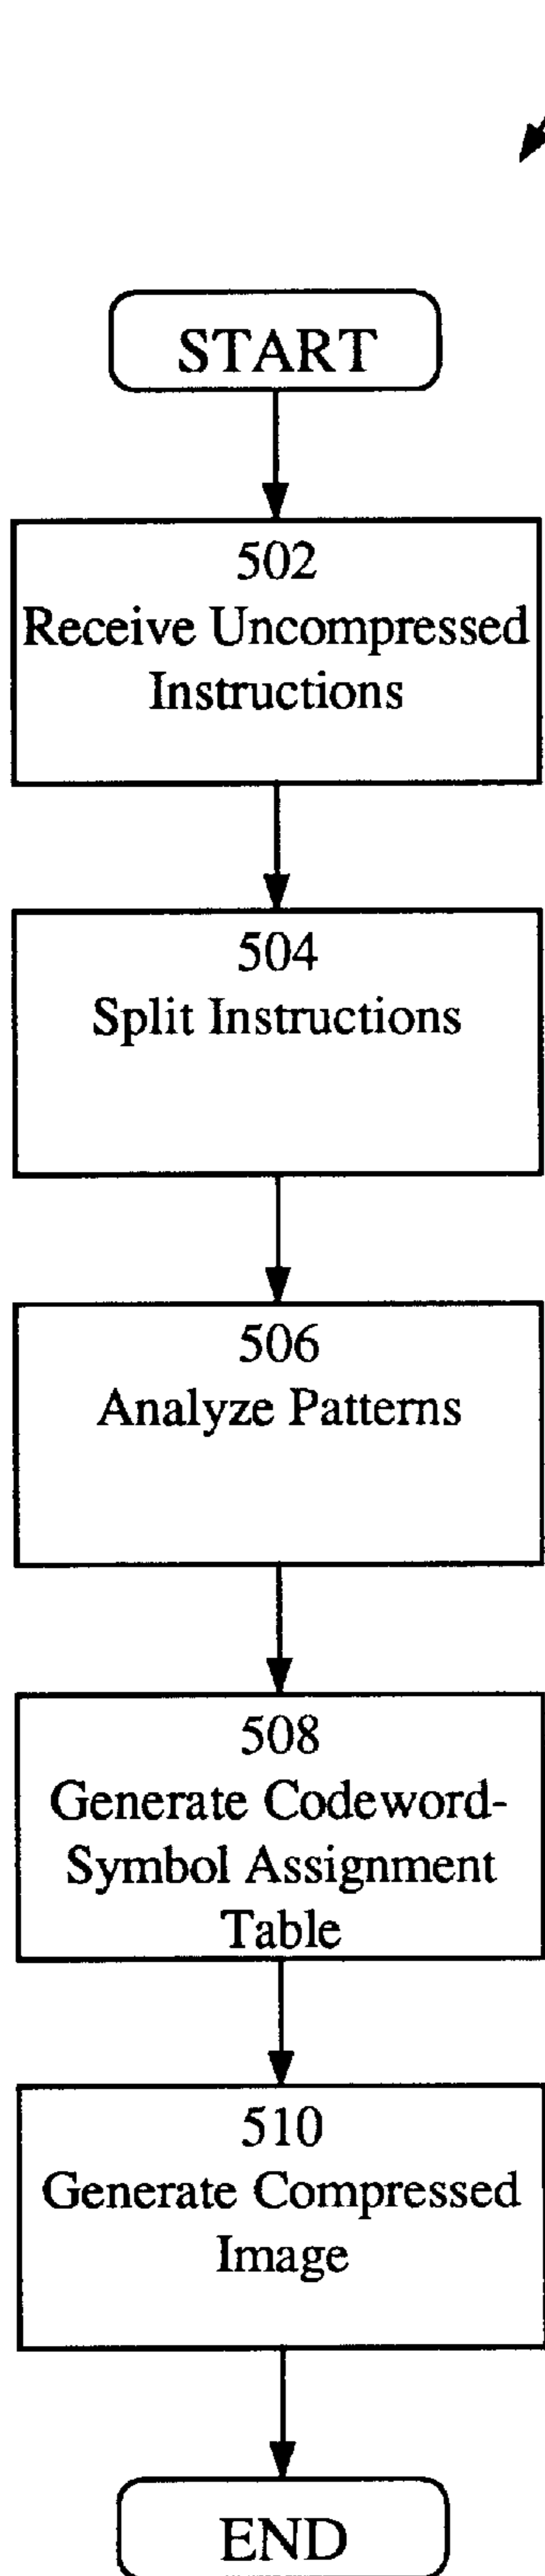 START
502
Receive Uncompressed
Instructions
504
Split Instructions
506
Analyze Patterns
508
Generate Codeword-
Symbol Assignment
Table
510
Generate Compressed
Image
END